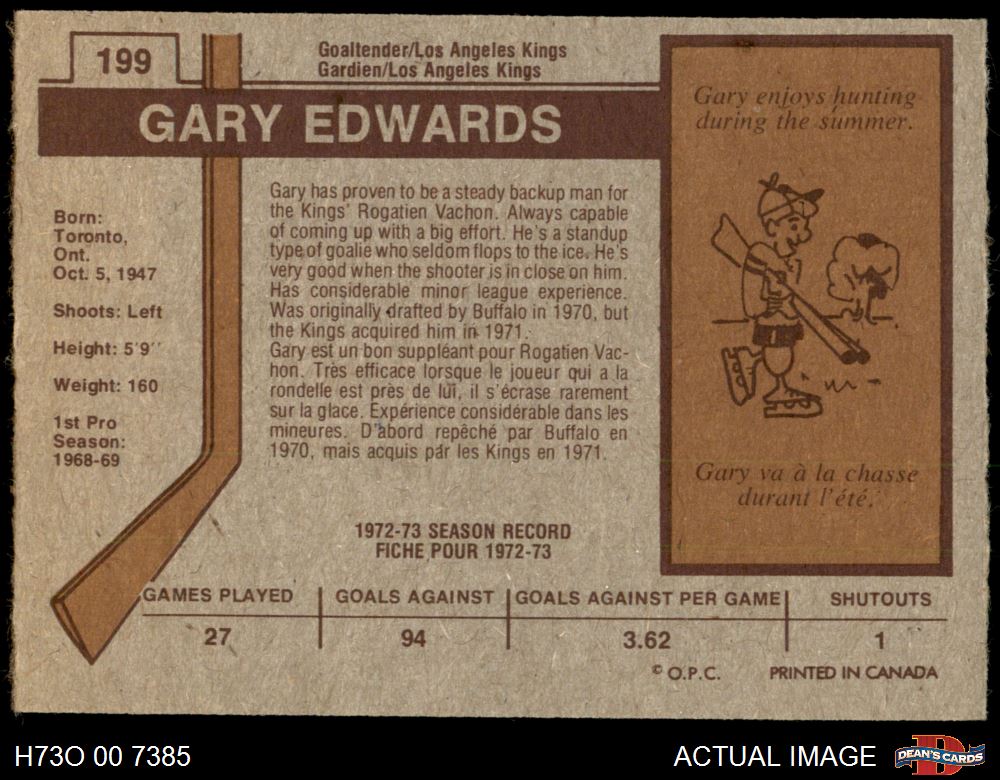 199
Goaltender/Los Angeles Kings
Gardien/Los Angeles Kings
GARY EDWARDS
Born:
Toronto,
Ont.
Oct. 5, 1947
Shoots: Left
Height: 5'9''
Weight: 160
1st Pro
Season:
1968-69
Gary has proven to be a steady backup man for
the Kings' Rogatien Vachon. Always capable
of coming up with a big effort. He's a standup
type of goalie who seldom flops to the ice. He's
very good when the shooter is in close on him.
Has considerable minor league experience.
Was originally drafted by Buffalo in 1970, but
the Kings acquired him in 1971.
Gary est un bon suppléant pour Rogatien Vac-
hon. Très efficace lorsque le joueur qui a la
rondelle est près de lui, il s'écrase rarement
sur la glace. Expérience considérable dans les
mineures. D'abord repêché par Buffalo en
1970, mais acquis par les Kings en 1971.
Gary enjoys hunting
during the summer.
Gary va à la chasse
durant l'été.
1972-73 SEASON RECORD
FICHE POUR 1972-73
GAMES PLAYED GOALS AGAINST GOALS AGAINST PER GAME SHUTOUTS
27 94 3.62 1
© O.P.C. PRINTED IN CANADA
H73O 00 7385 ACTUAL IMAGE DEAN'S CARDS